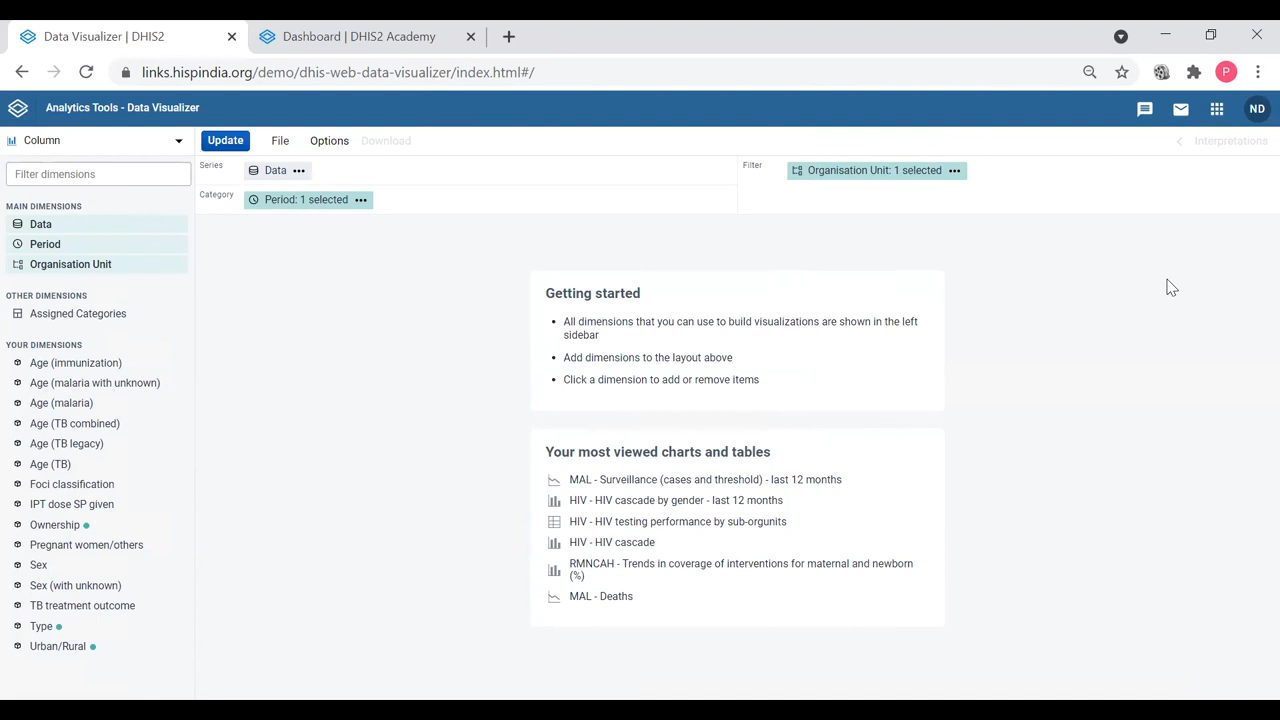 Data Visualizer | DHIS2
Dashboard | DHIS2 Academy
links.hispindia.org/demo/dhis-web-data-visualizer/index.html#/
P
Analytics Tools - Data Visualizer
ND
Column
Update
File
Options
Download
Interpretations
Filter dimensions
Series
Data
Filter
Organisation Unit: 1 selected
Category
Period: 1 selected
MAIN DIMENSIONS
Data
Period
Organisation Unit
OTHER DIMENSIONS
Assigned Categories
YOUR DIMENSIONS
Age (immunization)
Age (malaria with unknown)
Age (malaria)
Age (TB combined)
Age (TB legacy)
Age (TB)
Foci classification
IPT dose SP given
Ownership
Pregnant women/others
Sex
Sex (with unknown)
TB treatment outcome
Type
Urban/Rural
Getting started
All dimensions that you can use to build visualizations are shown in the left
sidebar
Add dimensions to the layout above
Click a dimension to add or remove items
Your most viewed charts and tables
MAL - Surveillance (cases and threshold) - last 12 months
HIV - HIV cascade by gender - last 12 months
HIV - HIV testing performance by sub-orgunits
HIV - HIV cascade
RMNCAH - Trends in coverage of interventions for maternal and newborn
(%)
MAL - Deaths